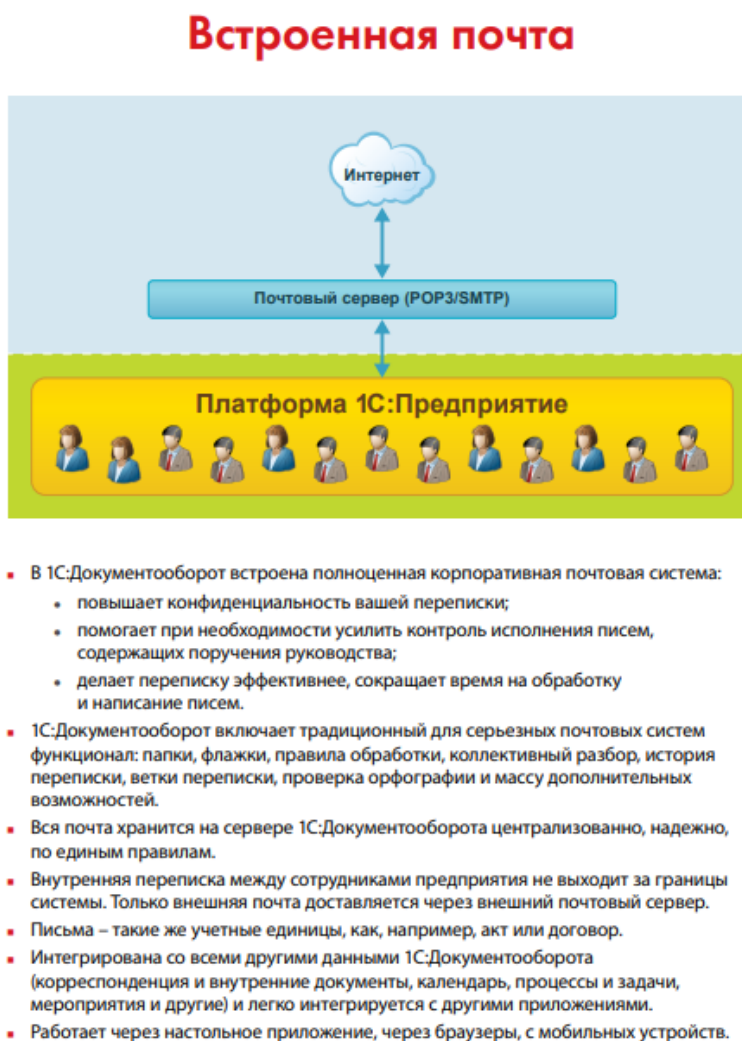 Встроенная почта
Интернет
Почтовый сервер (POP3/SMTP)
Платформа 1С:Предприятие
В 1С:Документооборот встроена полноценная корпоративная почтовая система:
повышает конфиденциальность вашей переписки;
помогает при необходимости усилить контроль исполнения писем,
содержащих поручения руководства;
делает переписку эффективнее, сокращает время на обработку
и написание писем.
1С:Документооборот включает традиционный для серьезных почтовых систем
функционал: папки, флажки, правила обработки, коллективный разбор, история
переписки, ветки переписки, проверка орфографии и массу дополнительных
возможностей.
Вся почта хранится на сервере 1С:Документооборота централизованно, надежно,
по единым правилам.
Внутренняя переписка между сотрудниками предприятия не выходит за границы
системы. Только внешняя почта доставляется через внешний почтовый сервер.
Письма – такие же учетные единицы, как, например, акт или договор.
Интегрирована со всеми другими данными 1С:Документооборота
(корреспонденция и внутренние документы, календарь, процессы и задачи,
мероприятия и другие) и легко интегрируется с другими приложениями.
Работает через настольное приложение, через браузеры, с мобильных устройств.